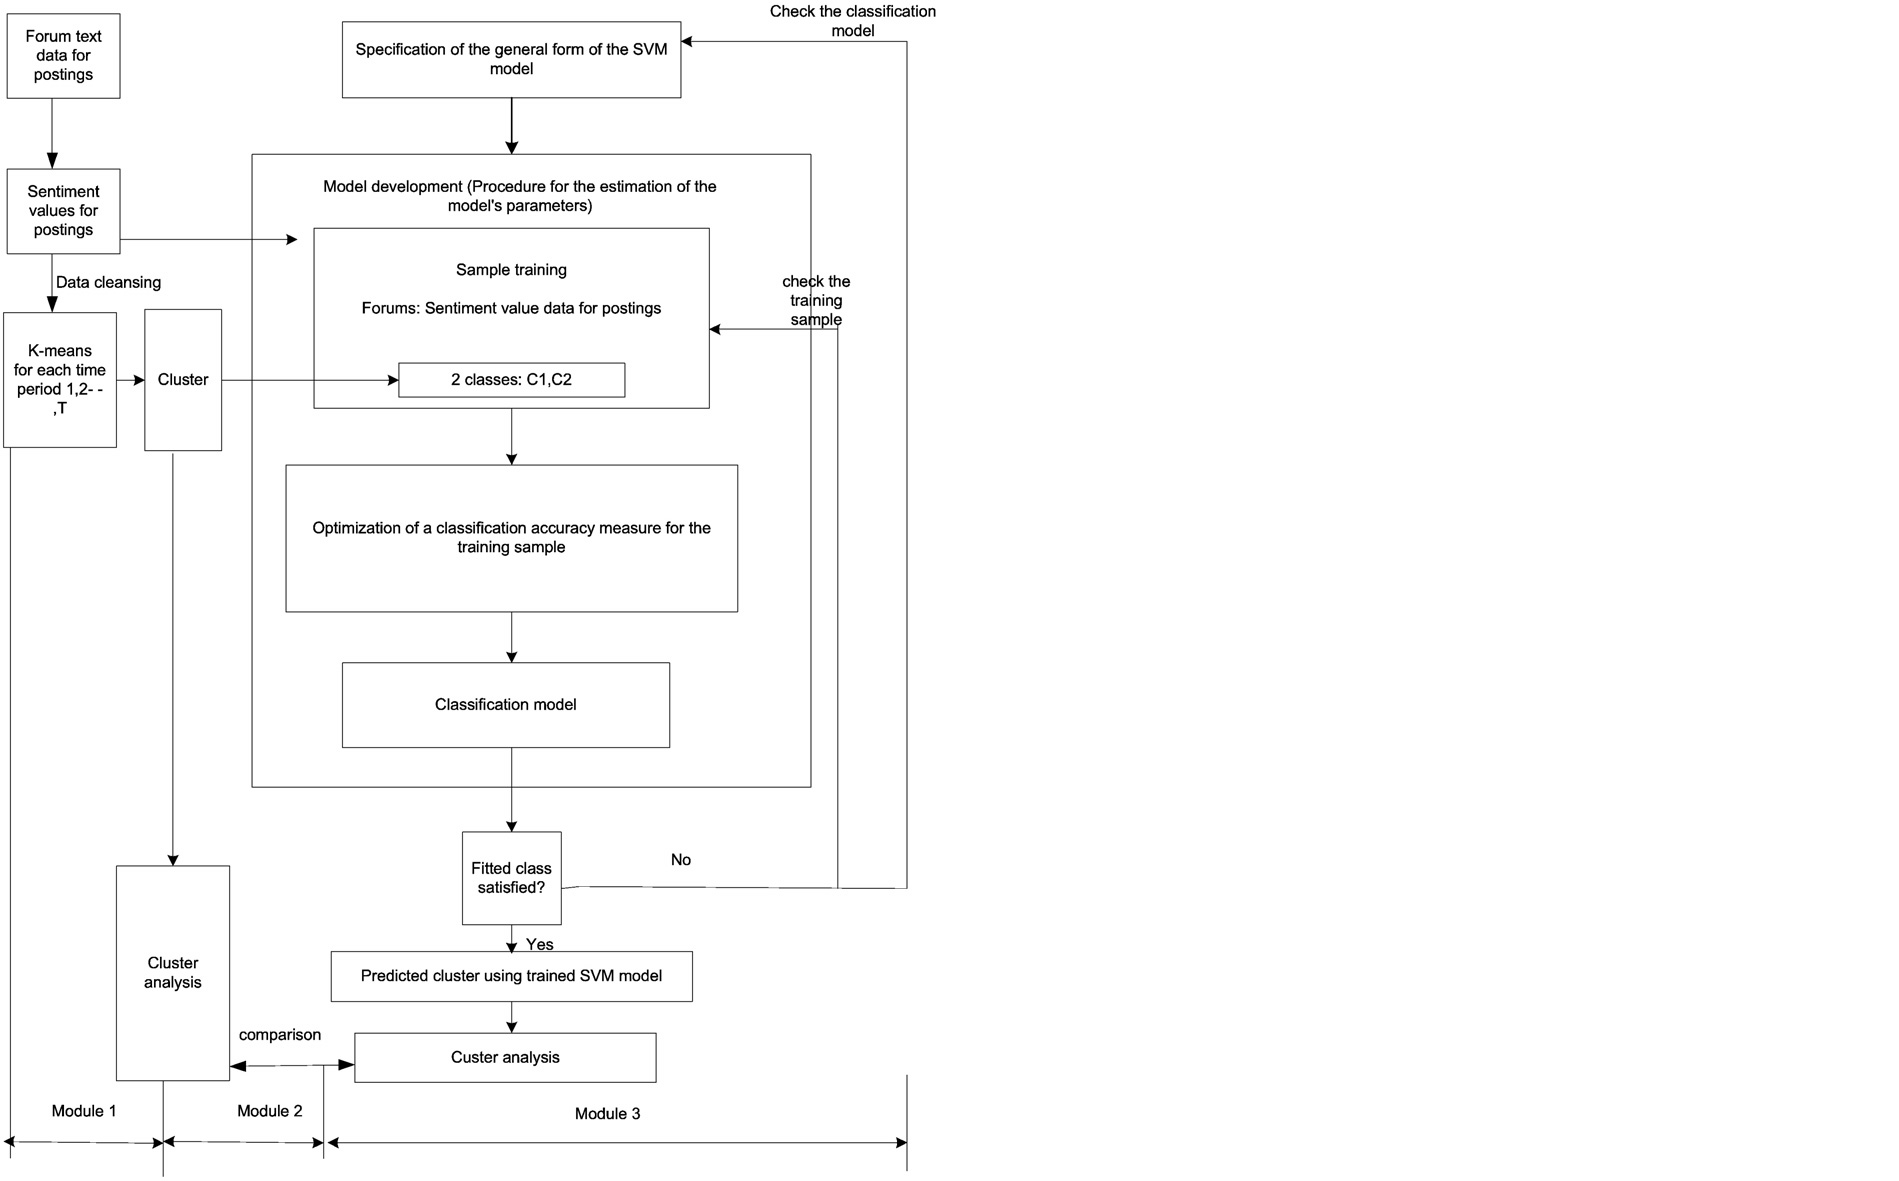 Forum text
data for
postings
Check the classification
model
Specification of the general form of the SVM
model
Sentiment
values for
postings
Data cleansing
K-means
for each time
period 1,2- -
,T
Cluster
Model development (Procedure for the estimation of the
model's parameters)
Sample training
Forums: Sentiment value data for postings
2 classes: C1,C2
check the
training
sample
Optimization of a classification accuracy measure for the
training sample
Classification model
Fitted class
satisfied?
No
Yes
Predicted cluster using trained SVM model
Cluster
analysis
comparison
Custer analysis
Module 1
Module 2
Module 3